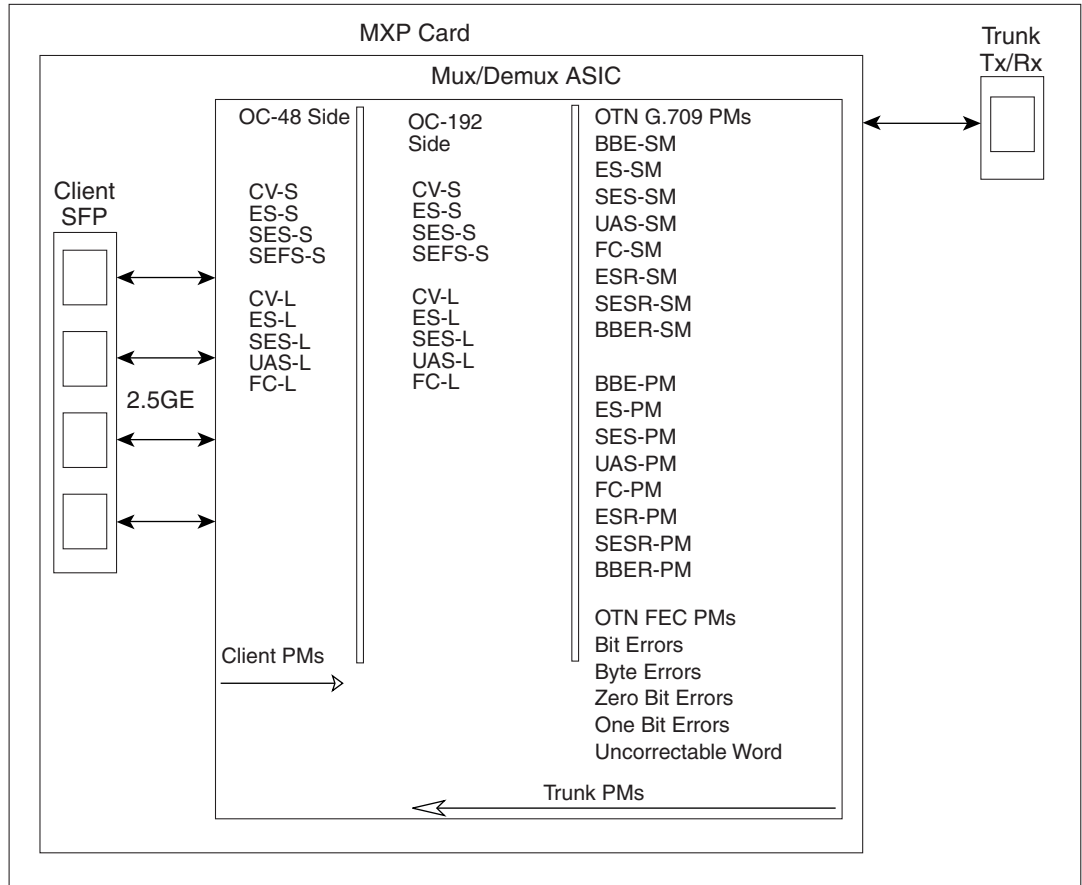 MXP Card
Trunk
Tx/Rx
Mux/Demux ASIC
Client
SFP
2.5GE
OC-48 Side
CV-S
ES-S
SES-S
SEFS-S
CV-L
ES-L
SES-L
UAS-L
FC-L
Client PMs
OC-192
Side
CV-S
ES-S
SES-S
SEFS-S
CV-L
ES-L
SES-L
UAS-L
FC-L
OTN G.709 PMs
BBE-SM
ES-SM
SES-SM
UAS-SM
FC-SM
ESR-SM
SESR-SM
BBER-SM
BBE-PM
ES-PM
SES-PM
UAS-PM
FC-PM
ESR-PM
SESR-PM
BBER-PM
OTN FEC PMs
Bit Errors
Byte Errors
Zero Bit Errors
One Bit Errors
Uncorrectable Word
Trunk PMs